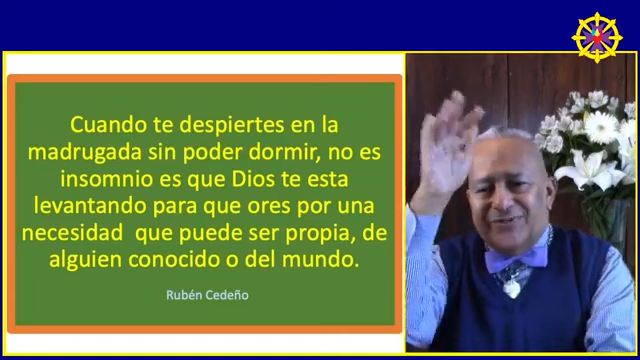 Cuando te despiertes en la
madrugada sin poder dormir, no es
insomnio es que Dios te esta
levantando para que ores por una
necesidad que puede ser propia, de
alguien conocido o del mundo.
Rubén Cedeño